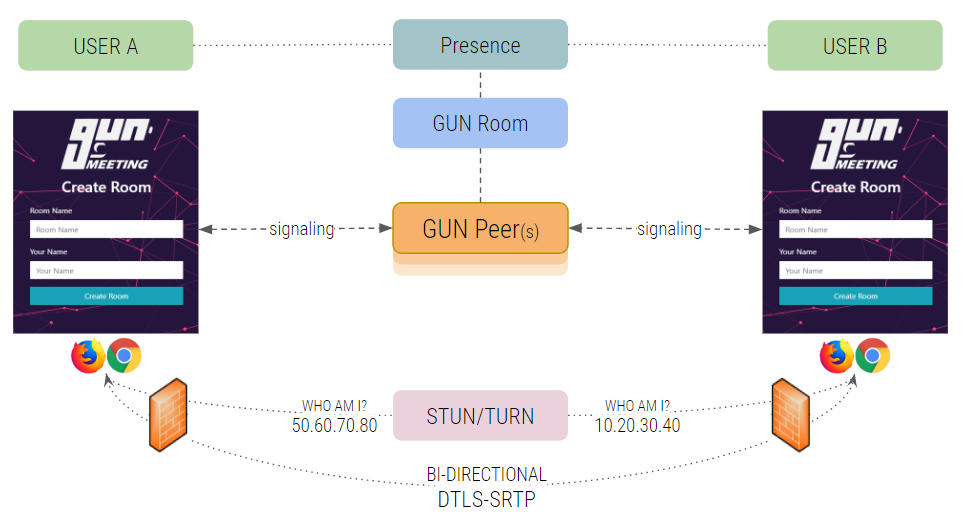 USER A
Presence
USER B
GUN Room
gun
MEETING
Create Room
Room Name
Room Name
Your Name
Your Name
Create Room
signaling
GUN Peer(s)
signaling
gun
MEETING
Create Room
Room Name
Room Name
Your Name
Your Name
Create Room
WHO AM I?
50.60.70.80
STUN/TURN
WHO AM I?
10.20.30.40
BI-DIRECTIONAL
DTLS-SRTP